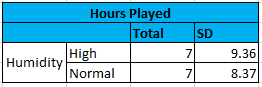 Hours Played
Total SD
Humidity High 7 9.36
Normal 7 8.37